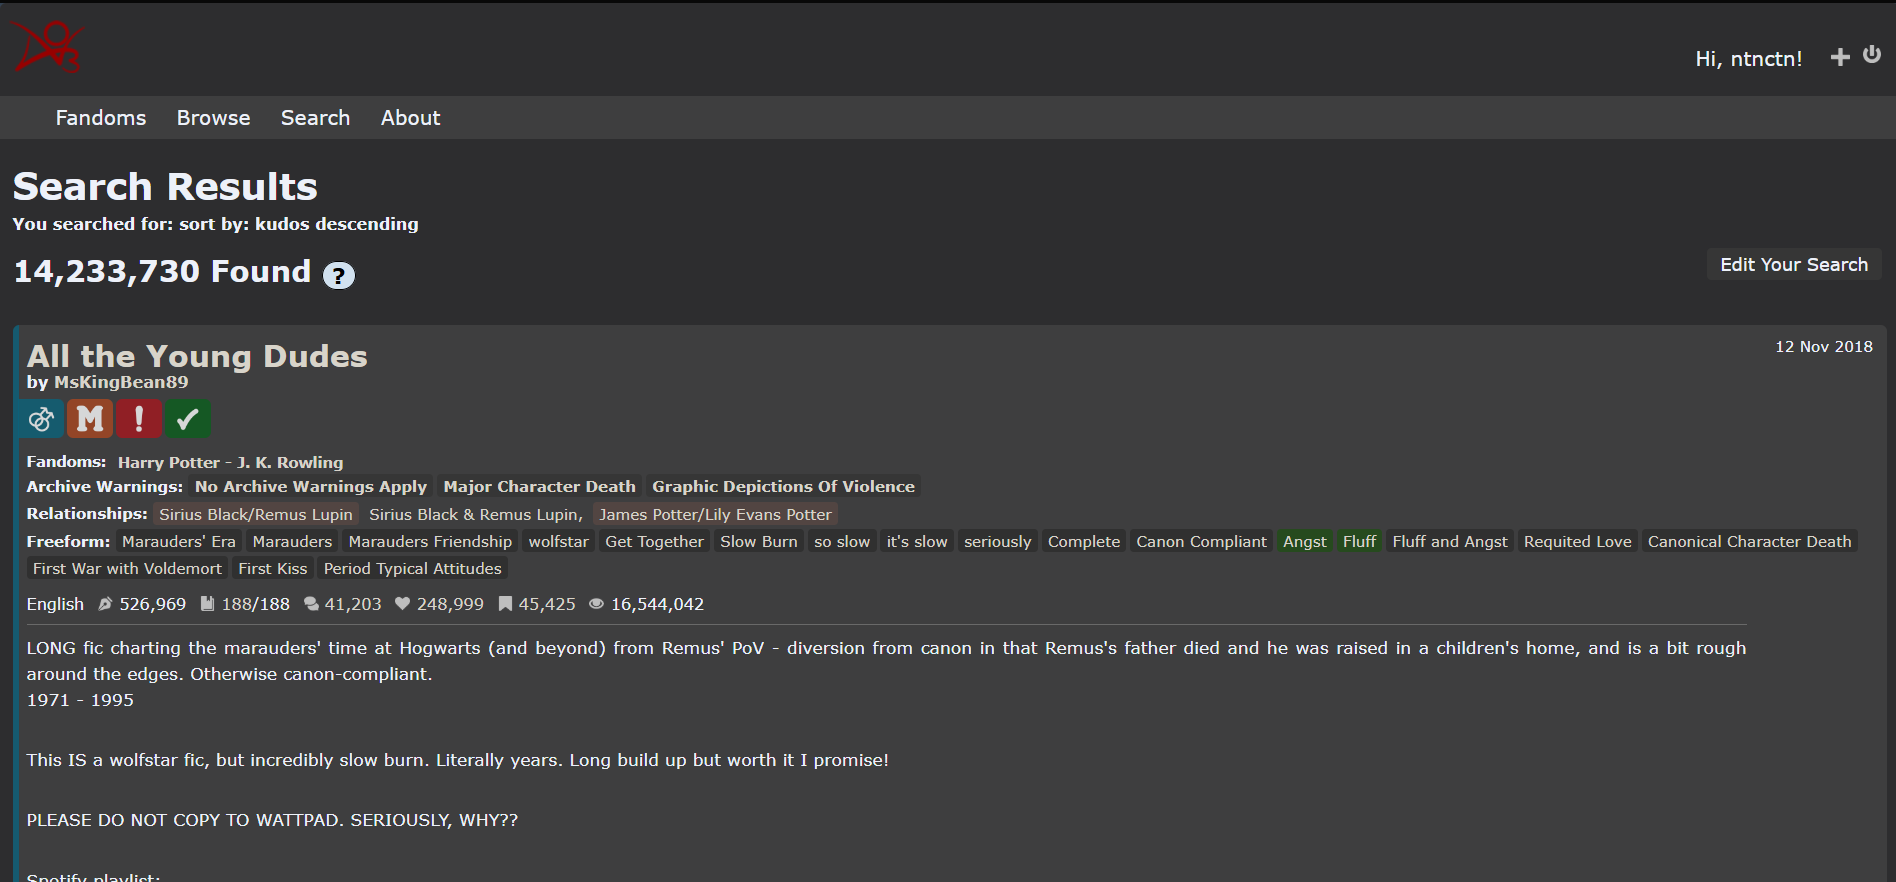 Hi, ntnctn!
Fandoms Browse Search About
Search Results
You searched for: sort by: kudos descending
14,233,730 Found ?
Edit Your Search
All the Young Dudes
12 Nov 2018
by MsKingBean89
M ! ✓
Fandoms: Harry Potter - J. K. Rowling
Archive Warnings: No Archive Warnings Apply Major Character Death Graphic Depictions Of Violence
Relationships: Sirius Black/Remus Lupin Sirius Black & Remus Lupin, James Potter/Lily Evans Potter
Freeform: Marauders' Era Marauders Marauders Friendship wolfstar Get Together Slow Burn so slow it's slow seriously Complete Canon Compliant Angst Fluff Fluff and Angst Requited Love Canonical Character Death
First War with Voldemort First Kiss Period Typical Attitudes
English 526,969 188/188 41,203 248,999 45,425 16,544,042
LONG fic charting the marauders' time at Hogwarts (and beyond) from Remus' PoV - diversion from canon in that Remus's father died and he was raised in a children's home, and is a bit rough
around the edges. Otherwise canon-compliant.
1971 - 1995
This IS a wolfstar fic, but incredibly slow burn. Literally years. Long build up but worth it I promise!
PLEASE DO NOT COPY TO WATTPAD. SERIOUSLY, WHY??
Spotify playlist: